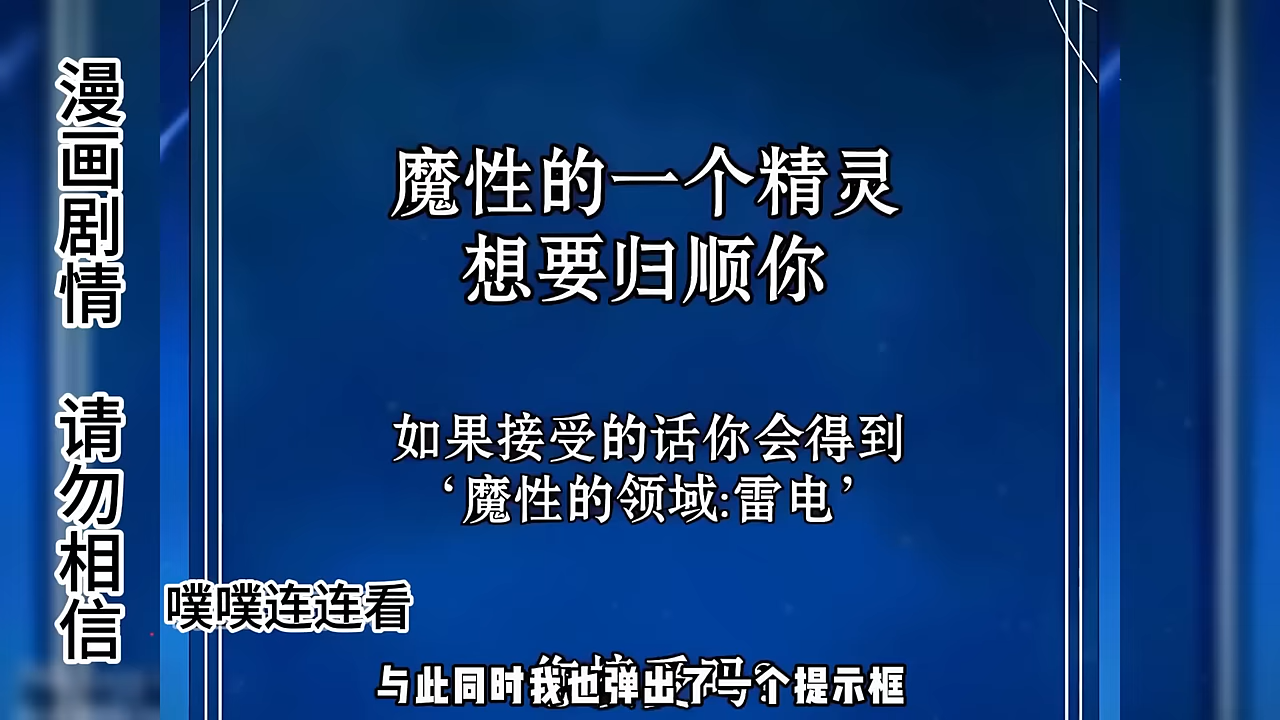 漫画剧情 请勿相信
魔性的一个精灵
想要归顺你
如果接受的话你会得到
‘魔性的领域:雷电’
噗噗连连看
与此同时我也弹出了一个提示框